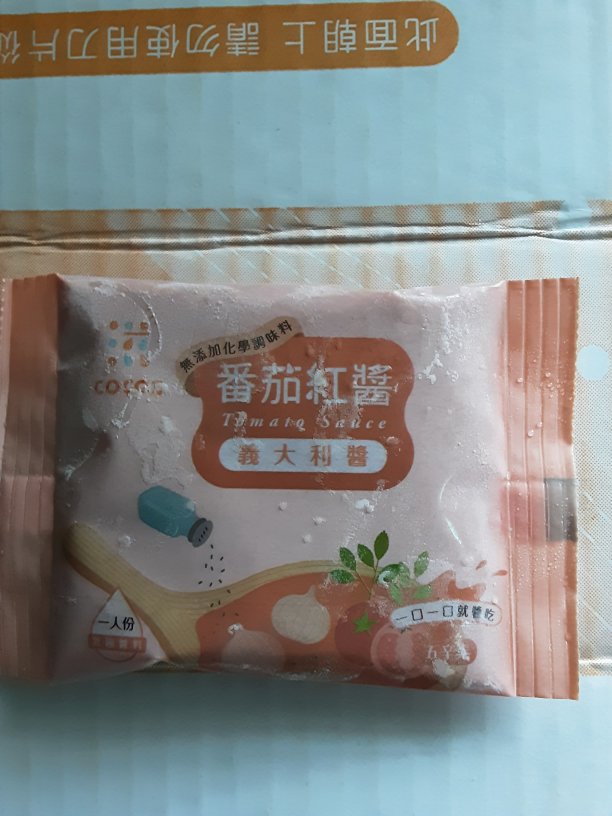 此面朝上 請勿使用刀片從
無添加化學調味料
番茄紅醬
Tomato Sauce
義大利醬
一人份
一口一口就醬吃